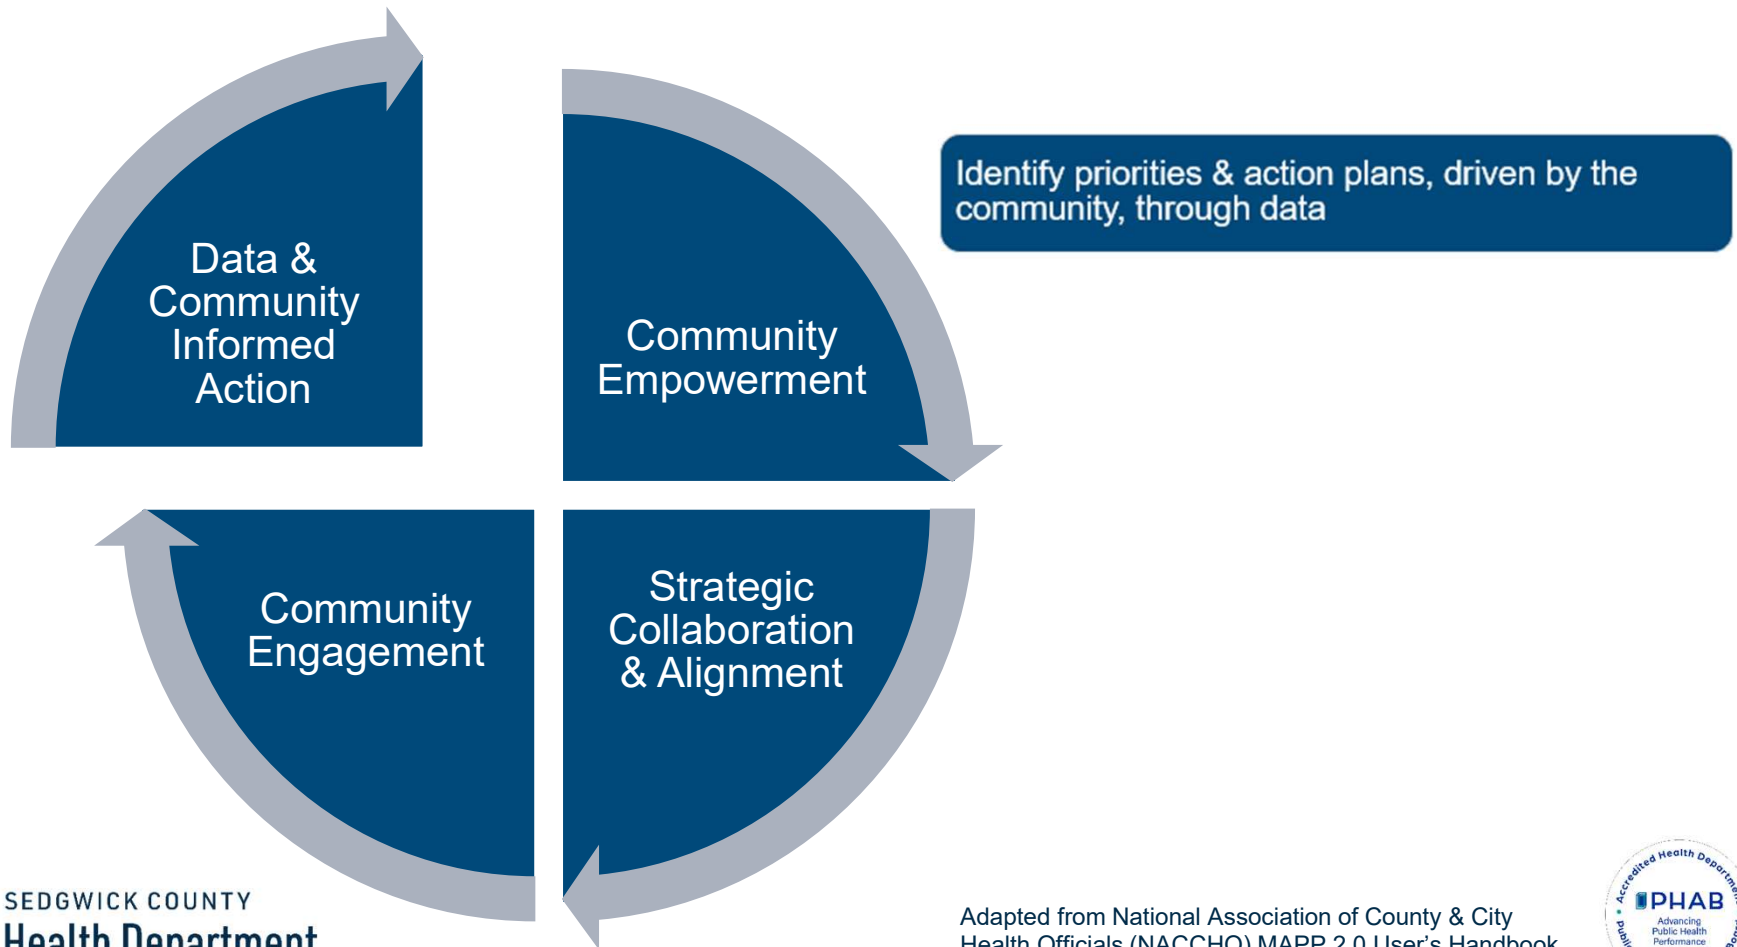 Data &
Community
Informed
Action
Community
Empowerment
Identify priorities & action plans, driven by the
community, through data
Community
Engagement
Strategic
Collaboration
& Alignment
SEDGWICK COUNTY
Health Department
Adapted from National Association of County & City
Health Officials (NACCHO) MAPP 2.0 User's Handbook
Accredited Health Department
PHAB
Advancing
Public Health
Performance